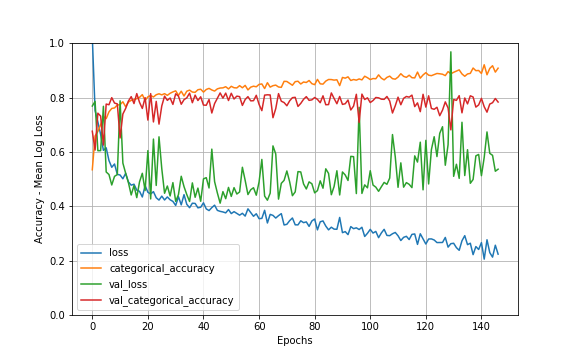 1.0
0.8
0.6
0.4
0.2
0.0
Accuracy - Mean Log Loss
loss
categorical_accuracy
val_loss
val_categorical_accuracy
0 20 40 60 80 100 120 140
Epochs